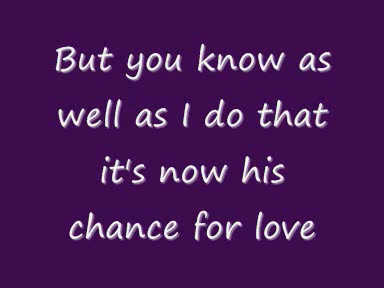 But you know as
well as I do that
it's now his
chance for love